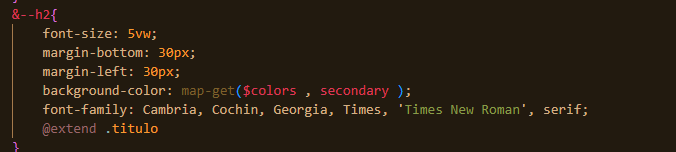 &--h2{
font-size: 5vw;
margin-bottom: 30px;
margin-left: 30px;
background-color: map-get($colors , secondary );
font-family: Cambria, Cochin, Georgia, Times, 'Times New Roman', serif;
@extend .titulo
}